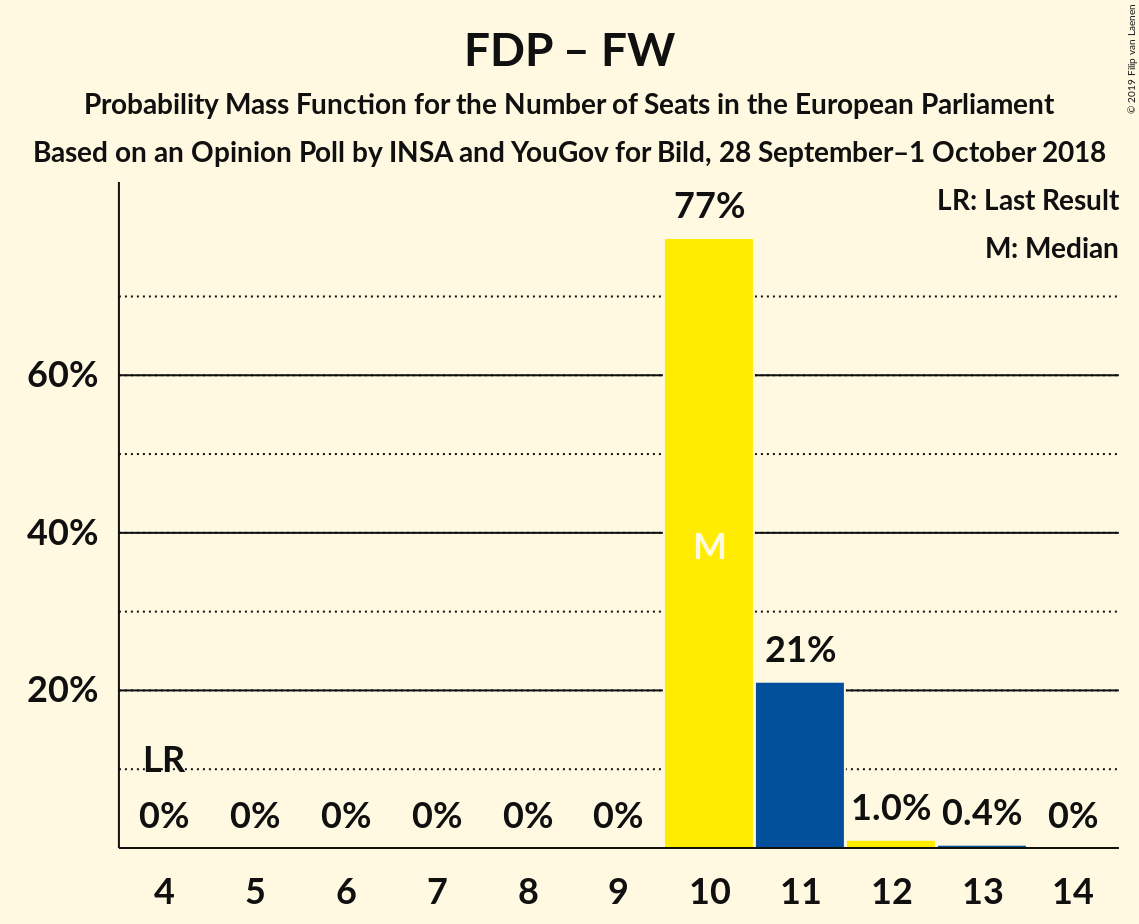 FDP – FW
Probability Mass Function for the Number of Seats in the European Parliament
Based on an Opinion Poll by INSA and YouGov for Bild, 28 September–1 October 2018
© 2019 Filip van Laenen
LR: Last Result
M: Median
77%
60%
40%
M
21%
20%
LR
0% 0% 0% 0% 0% 0% 1.0% 0.4% 0%
4 5 6 7 8 9 10 11 12 13 14